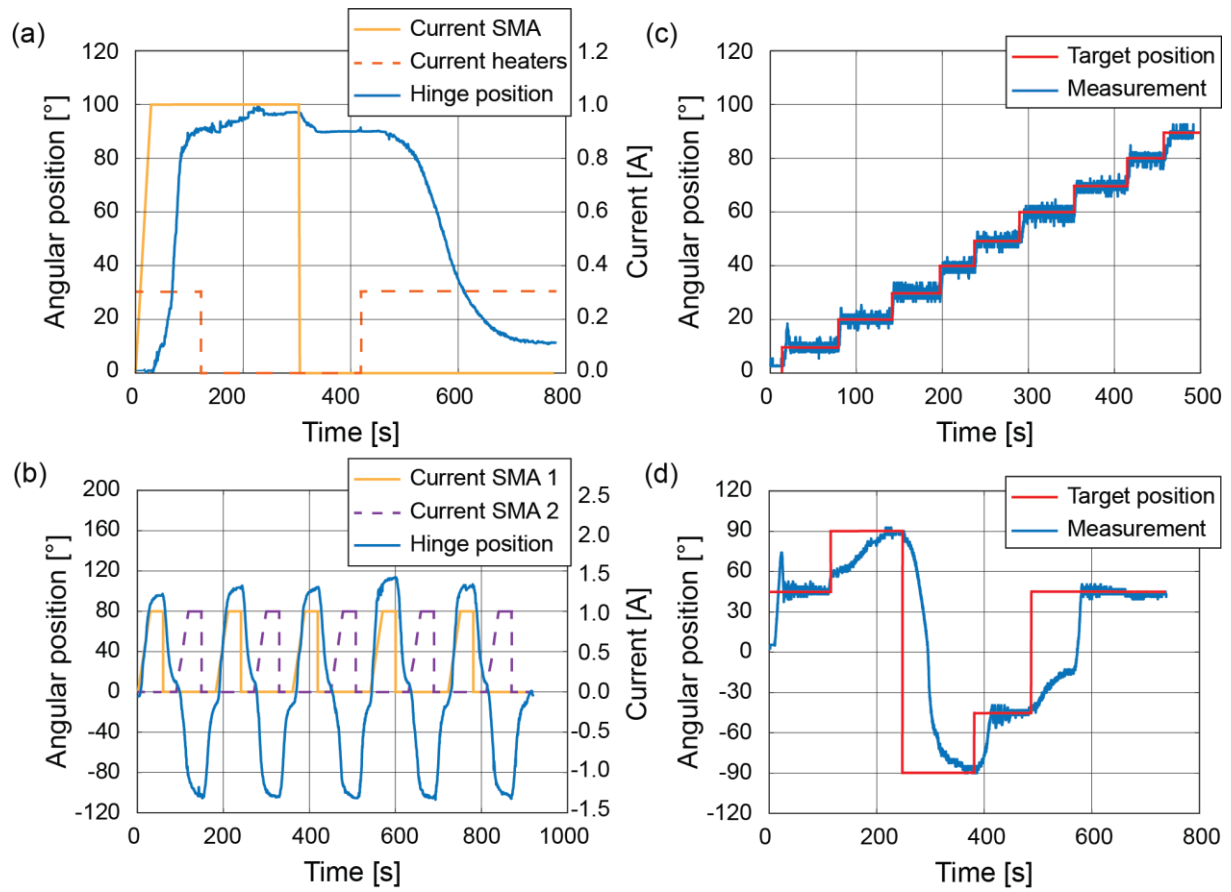 (a)
Current SMA
Current heaters
Hinge position
120
100
80
60
40
20
0
Angular position [°]
1.2
1.0
0.8
0.6
0.4
0.2
0.0
Current [A]
0 200 400 600 800
Time [s]
(c)
Target position
Measurement
120
100
80
60
40
20
0
Angular position [°]
0 100 200 300 400 500
Time [s]
(b)
Current SMA 1
Current SMA 2
Hinge position
200
160
120
80
40
0
-40
-80
-120
Angular position [°]
2.5
2.0
1.5
1.0
0.5
0.0
-0.5
-1.0
-1.5
Current [A]
0 200 400 600 800 1000
Time [s]
(d)
Target position
Measurement
120
90
60
30
0
-30
-60
-90
-120
Angular position [°]
0 200 400 600 800
Time [s]